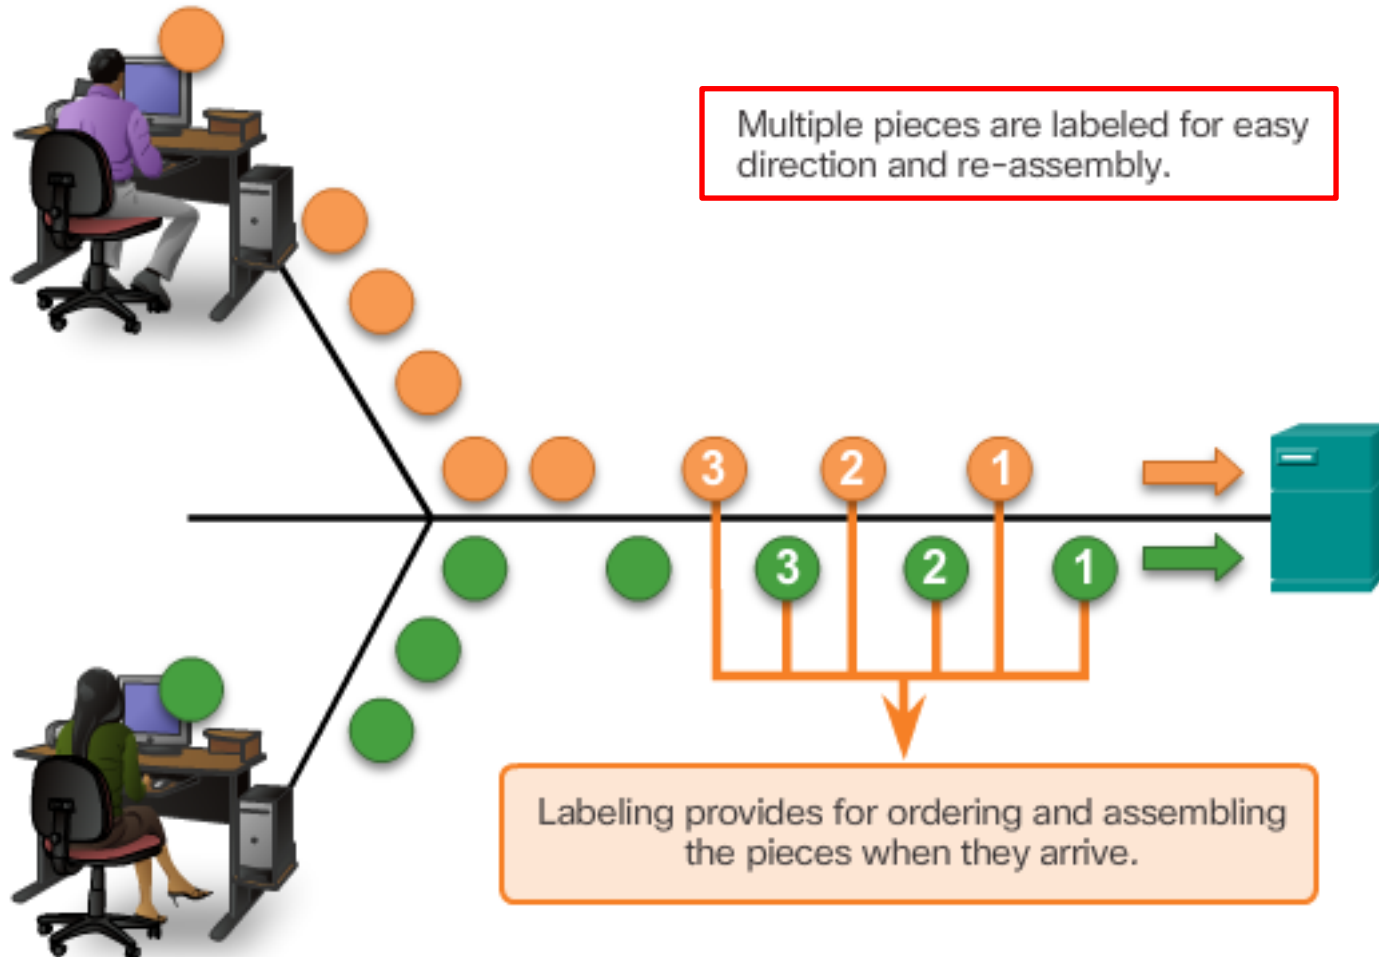 Multiple pieces are labeled for easy
direction and re-assembly.
3
2
1
3
2
1
Labeling provides for ordering and assembling
the pieces when they arrive.